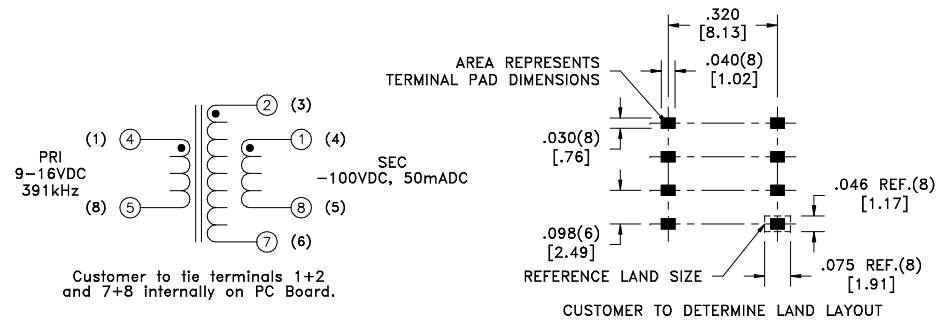 (1)
4
PRI
9-16VDC
391kHz
(8)
5
2
(3)
1
(4)
SEC
-100VDC, 50mADC
8
(5)
7
(6)
Customer to tie terminals 1+2
and 7+8 internally on PC Board.
.320
[8.13]
AREA REPRESENTS
TERMINAL PAD DIMENSIONS
.040(8)
[1.02]
.030(8)
[.76]
.046 REF.(8)
[1.17]
.098(6)
[2.49]
REFERENCE LAND SIZE
.075 REF.(8)
[1.91]
CUSTOMER TO DETERMINE LAND LAYOUT